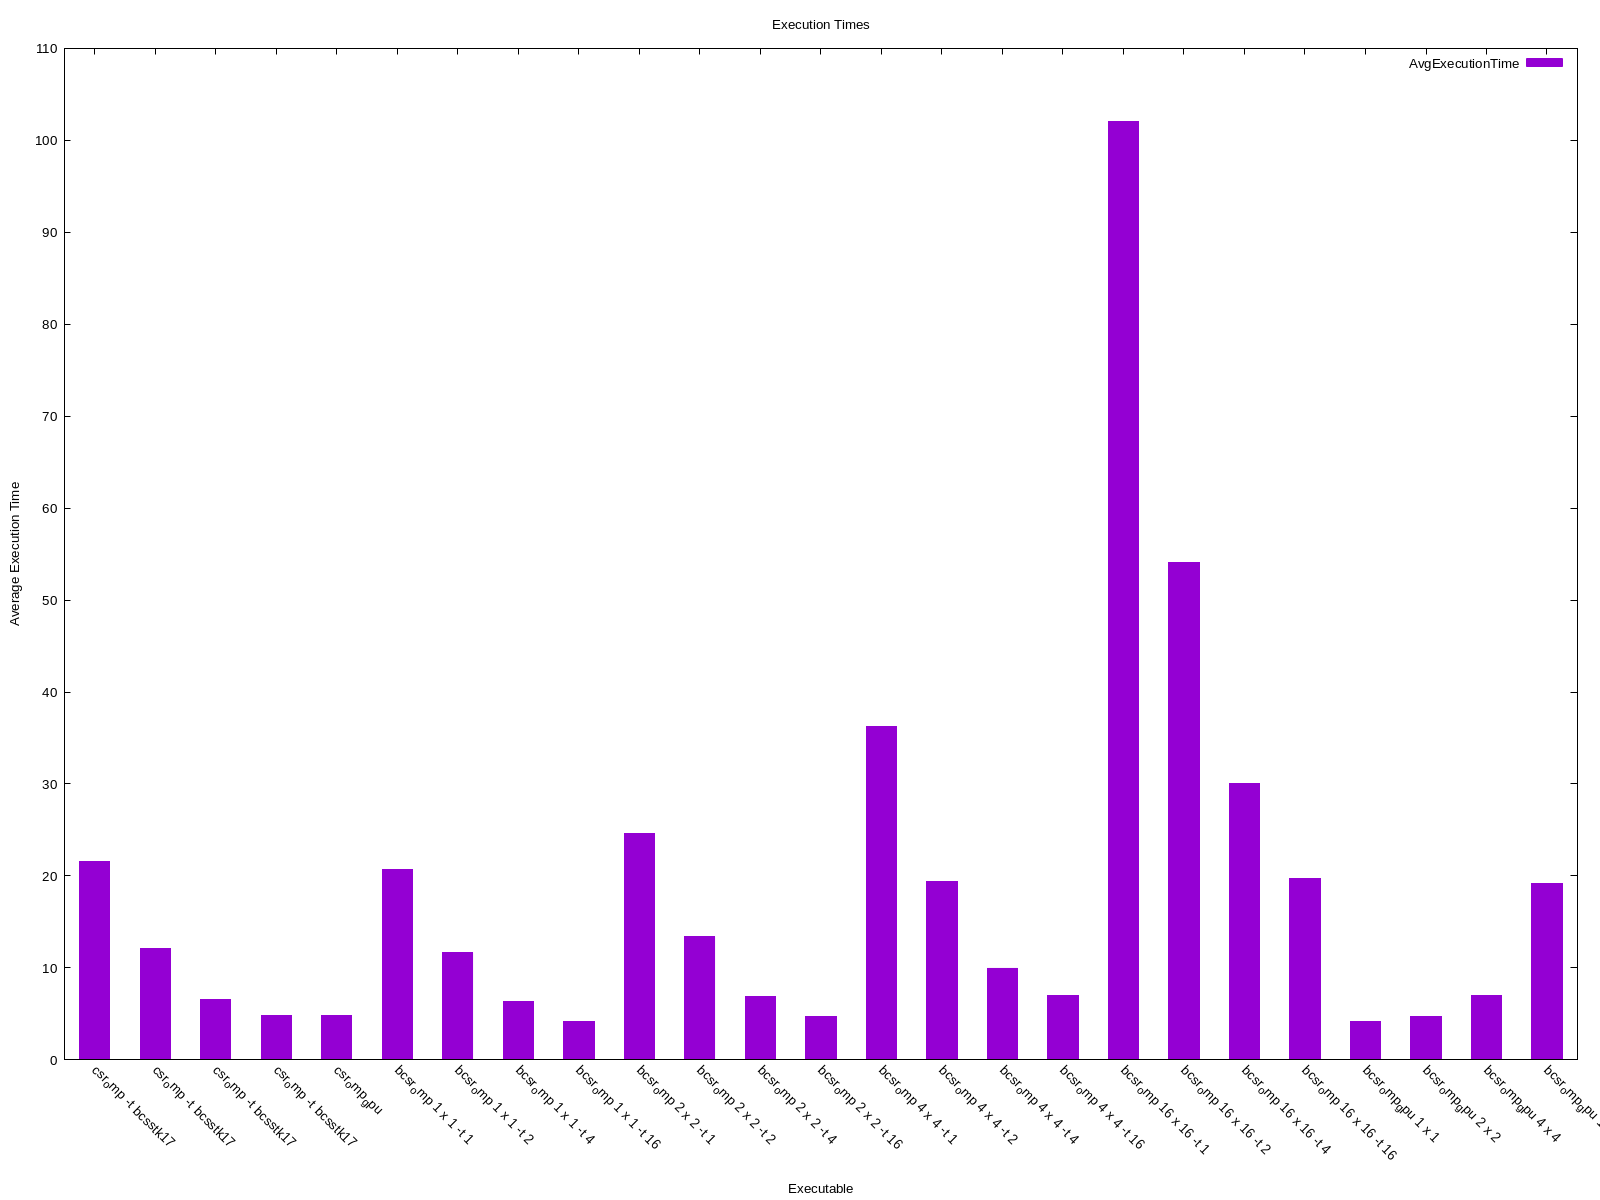 Execution Times
AvgExecutionTime
110
100
90
80
70
60
50
40
30
20
10
0
Average Execution Time
csr_omp -t bcsstk17
csr_omp -t bcsstk17
csr_omp -t bcsstk17
csr_omp -t bcsstk17
csr_omp_gpu
bcsr_omp 1 x 1 -t 1
bcsr_omp 1 x 1 -t 2
bcsr_omp 1 x 1 -t 4
bcsr_omp 1 x 1 -t 16
bcsr_omp 2 x 2 -t 1
bcsr_omp 2 x 2 -t 2
bcsr_omp 2 x 2 -t 4
bcsr_omp 2 x 2 -t 16
bcsr_omp 4 x 4 -t 1
bcsr_omp 4 x 4 -t 2
bcsr_omp 4 x 4 -t 4
bcsr_omp 4 x 4 -t 16
bcsr_omp 16 x 16 -t 1
bcsr_omp 16 x 16 -t 2
bcsr_omp 16 x 16 -t 4
bcsr_omp 16 x 16 -t 16
bcsr_omp_gpu 1 x 1
bcsr_omp_gpu 2 x 2
bcsr_omp_gpu 4 x 4
bcsr_omp_gpu
Executable